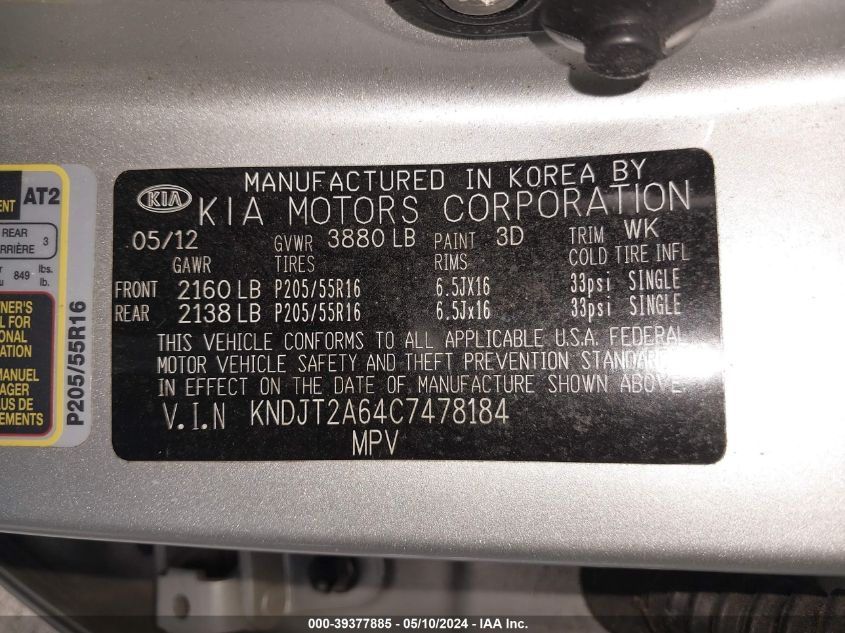 MANUFACTURED IN KOREA BY
KIA KIA MOTORS CORPORATION
05/12 GVWR 3880 LB PAINT 3D TRIM WK
GAWR TIRES RIMS COLD TIRE INFL
FRONT 2160 LB P205/55R16 6.5JX16 33psi SINGLE
REAR 2138 LB P205/55R16 6.5Jx16 33psi SINGLE
THIS VEHICLE CONFORMS TO ALL APPLICABLE U.S.A. FEDERAL
MOTOR VEHICLE SAFETY AND THEFT PREVENTION STANDARDS
IN EFFECT ON THE DATE OF MANUFACTURE SHOWN ABOVE.
V.I.N KNDJT2A64C7478184
MPV
AT2
REAR 3
849 lbs.
lb.
MANUEL
DE
P205/55R16
000-39377885 - 05/10/2024 - IAA Inc.